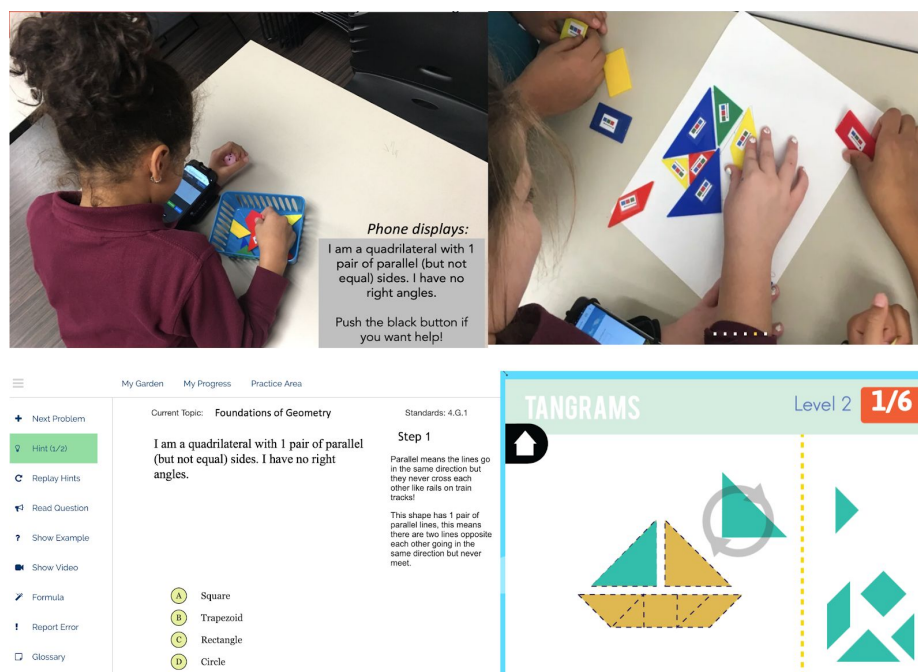 Phone displays:
I am a quadrilateral with 1
pair of parallel (but not
equal) sides. I have no
right angles.
Push the black button if
you want help!
My Garden My Progress Practice Area
Next Problem
Hint (1/2)
Replay Hints
Read Question
Show Example
Show Video
Formula
Report Error
Glossary
Current Topic: Foundations of Geometry
Standards: 4.G.1
I am a quadrilateral with 1 pair of parallel
(but not equal) sides. I have no right
angles.
A Square
B Trapezoid
C Rectangle
D Circle
Step 1
Parallel means the lines go
in the same direction but
they never cross each
other like rails on train
tracks!
This shape has 1 pair of
parallel lines, this means
there are two lines opposite
each other going in the
same direction but never
meet.
TANGRAMS
Level 2 1/6